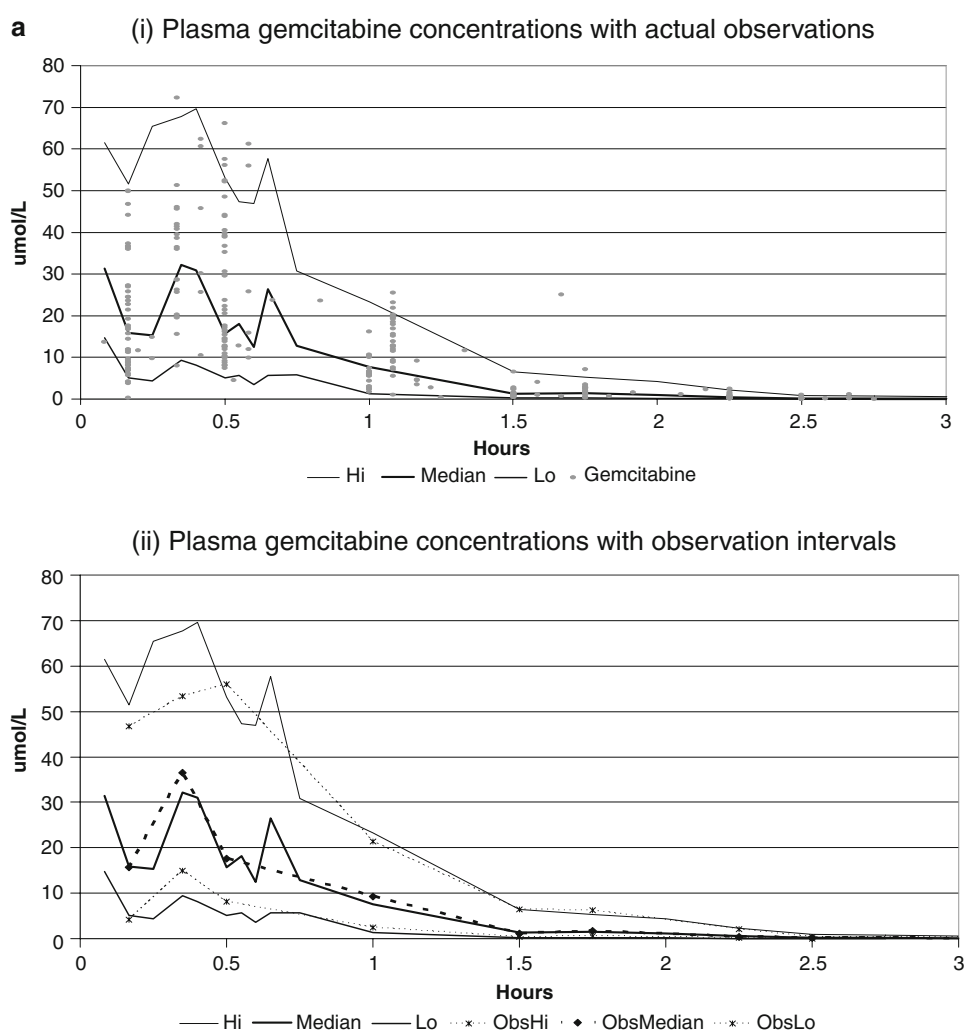 a
(i) Plasma gemcitabine concentrations with actual observations
80
70
60
50
40
30
20
10
0
umol/L
0 0.5 1 1.5 2 2.5 3
Hours
Hi Median Lo Gemcitabine
(ii) Plasma gemcitabine concentrations with observation intervals
80
70
60
50
40
30
20
10
0
umol/L
0 0.5 1 1.5 2 2.5 3
Hours
Hi Median Lo ObsHi ObsMedian ObsLo